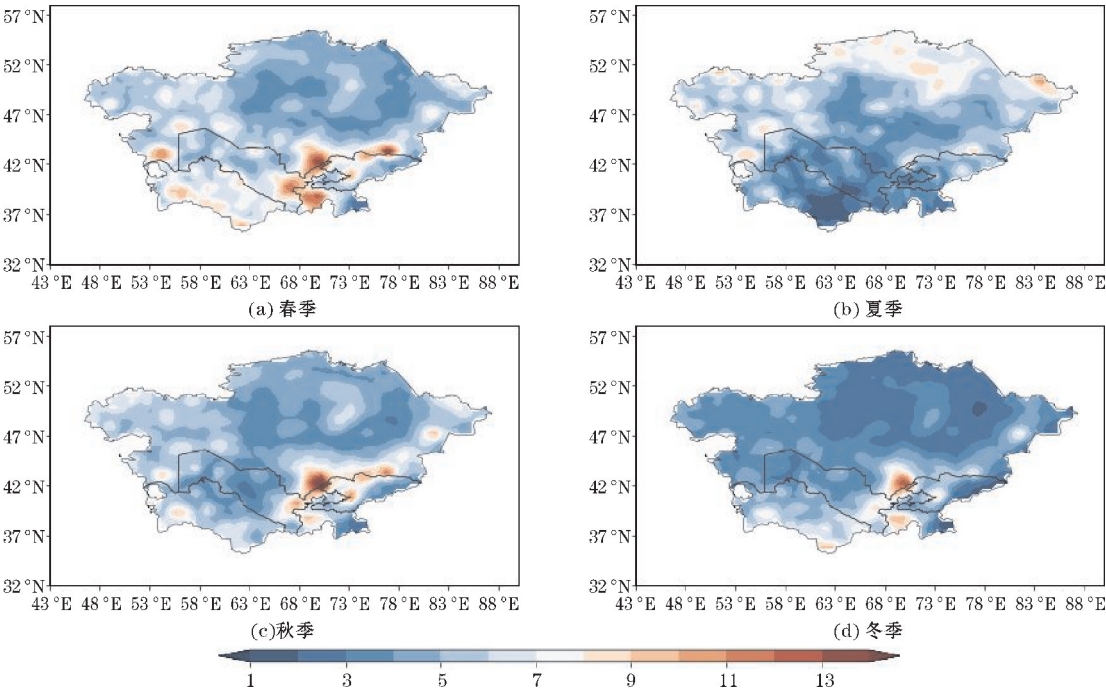 57 °N
52 °N
47 °N
42 °N
37 °N
32 °N
43 °E 48 °E 53 °E 58 °E 63 °E 68 °E 73 °E 78 °E 83 °E 88 °E
(a) 春季
57 °N
52 °N
47 °N
42 °N
37 °N
32 °N
43 °E 48 °E 53 °E 58 °E 63 °E 68 °E 73 °E 78 °E 83 °E 88 °E
(b) 夏季
57 °N
52 °N
47 °N
42 °N
37 °N
32 °N
43 °E 48 °E 53 °E 58 °E 63 °E 68 °E 73 °E 78 °E 83 °E 88 °E
(c)秋季
57 °N
52 °N
47 °N
42 °N
37 °N
32 °N
43 °E 48 °E 53 °E 58 °E 63 °E 68 °E 73 °E 78 °E 83 °E 88 °E
(d) 冬季
1 3 5 7 9 11 13